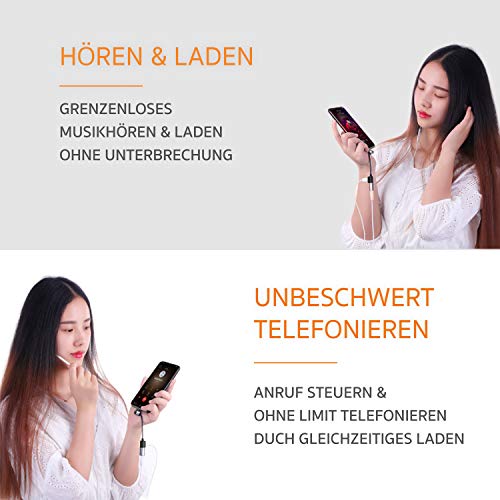 HÖREN & LADEN
GRENZENLOSES
MUSIKHÖREN & LADEN
OHNE UNTERBRECHUNG
UNBESCHWERT
TELEFONIEREN
ANRUF STEUERN &
OHNE LIMIT TELEFONIEREN
DUCH GLEICHZEITIGES LADEN